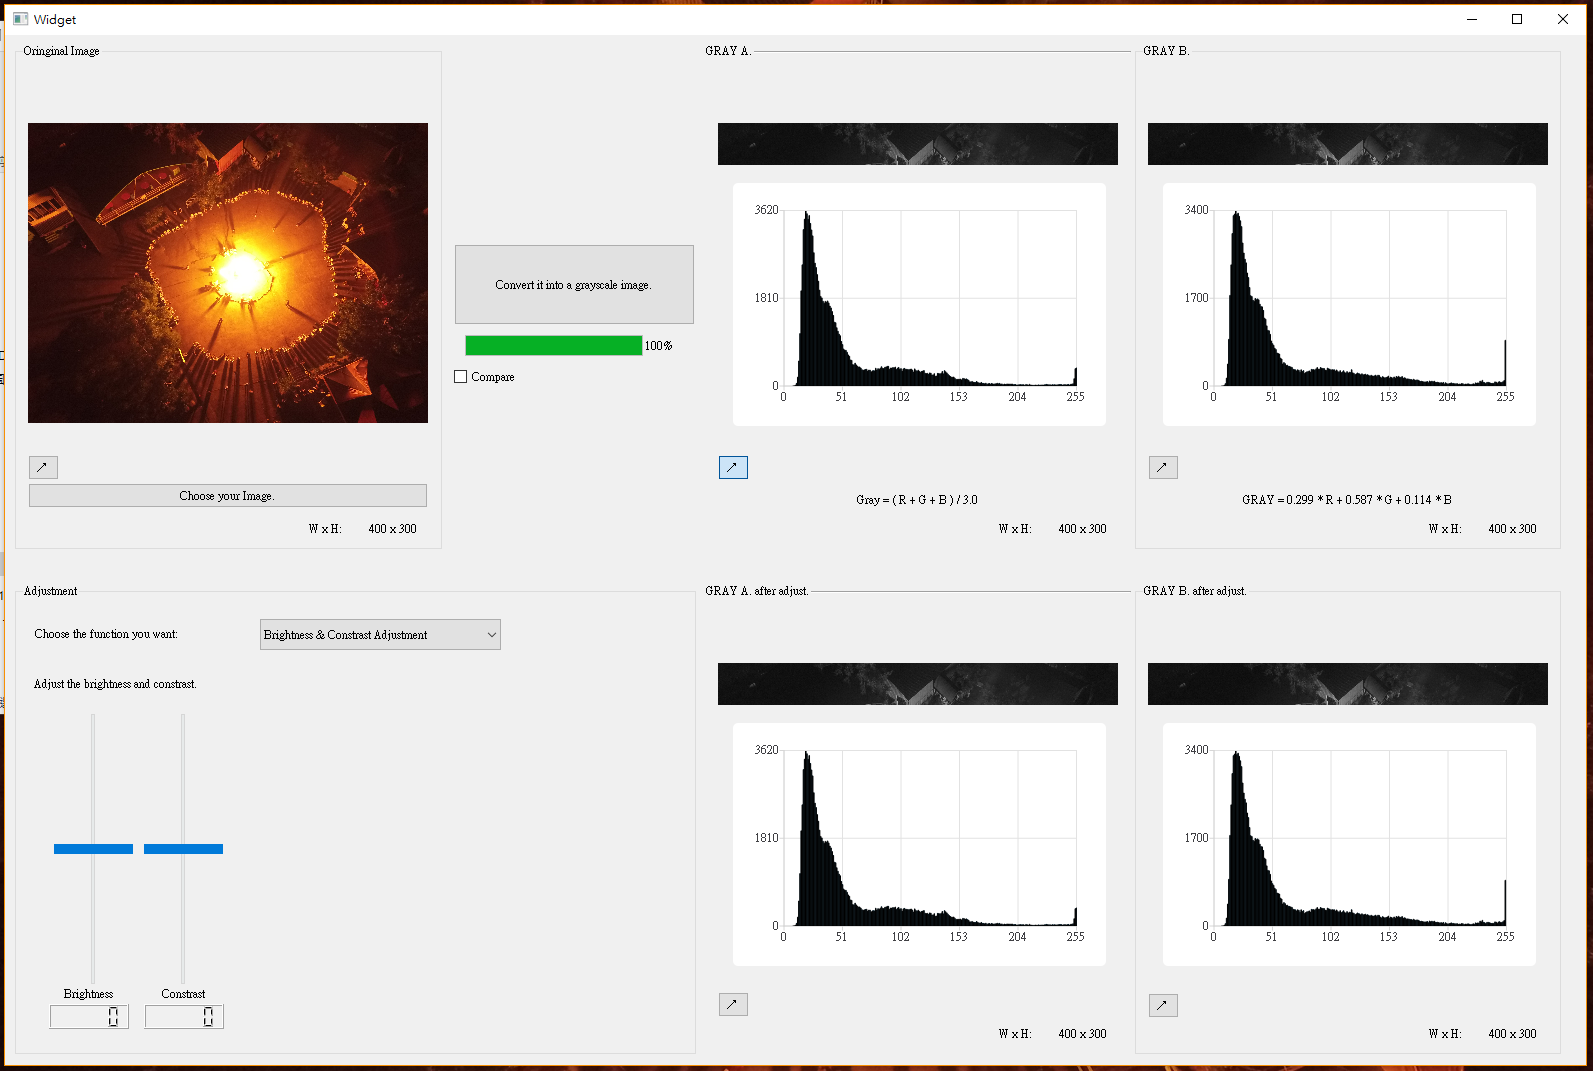 Widget
Oringinal Image
Choose your Image.
W x H: 400 x 300
Convert it into a grayscale image.
100%
Compare
GRAY A.
3620
1810
0
0 51 102 153 204 255
Gray = ( R + G + B ) / 3.0
W x H: 400 x 300
GRAY B.
3400
1700
0
0 51 102 153 204 255
GRAY = 0.299 * R + 0.587 * G + 0.114 * B
W x H: 400 x 300
Adjustment
Choose the function you want:
Brightness & Constrast Adjustment
Adjust the brightness and constrast.
Brightness Constrast
0 0
GRAY A. after adjust.
3620
1810
0
0 51 102 153 204 255
W x H: 400 x 300
GRAY B. after adjust.
3400
1700
0
0 51 102 153 204 255
W x H: 400 x 300